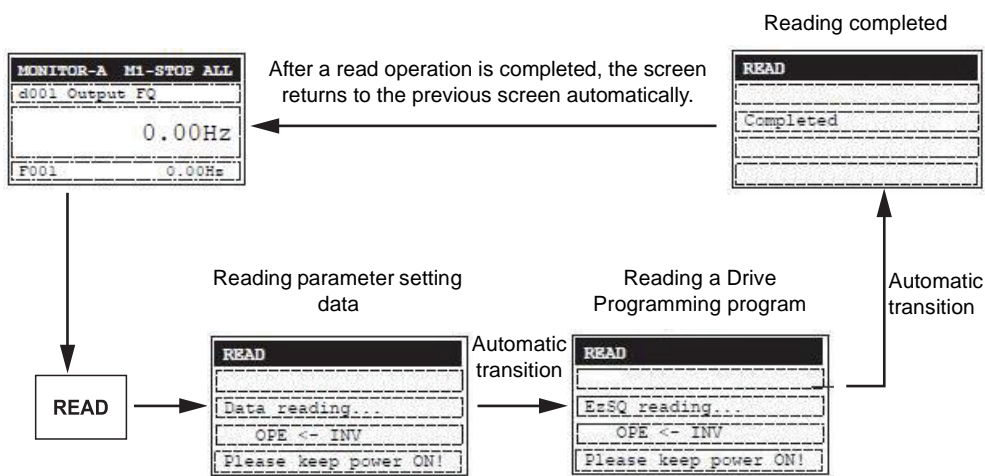 Reading completed
MONITOR-A M1-STOP ALL
d001 Output FQ
0.00Hz
F001 0.00Hz
After a read operation is completed, the screen
returns to the previous screen automatically.
READ
Completed
Reading parameter setting
data
Reading a Drive
Programming program
Automatic
transition
READ
READ
Data reading...
OPE <- INV
Please keep power ON!
Automatic
transition
READ
EzSQ reading...
OPE <- INV
Please keep power ON!